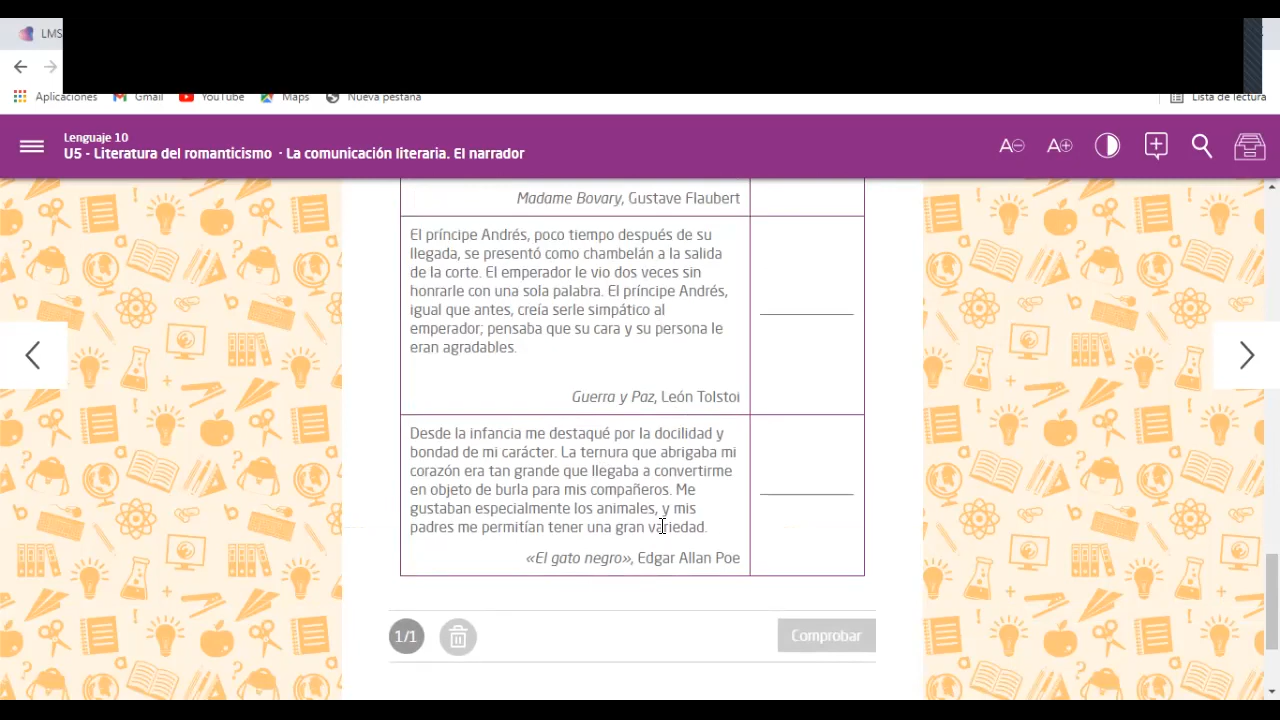 LMS
Aplicaciones Gmail YouTube Maps Nueva pestaña Lista de lectura
Lenguaje 10
U5 - Literatura del romanticismo · La comunicación literaria. El narrador
A- A+
Madame Bovary, Gustave Flaubert
El príncipe Andrés, poco tiempo después de su
llegada, se presentó como chambelán a la salida
de la corte. El emperador le vio dos veces sin
honrarle con una sola palabra. El príncipe Andrés,
igual que antes, creía serle simpático al
emperador; pensaba que su cara y su persona le
eran agradables.
Guerra y Paz, León Tolstoi
Desde la infancia me destaqué por la docilidad y
bondad de mi carácter. La ternura que abrigaba mi
corazón era tan grande que llegaba a convertirme
en objeto de burla para mis compañeros. Me
gustaban especialmente los animales, y mis
padres me permitían tener una gran variedad.
«El gato negro», Edgar Allan Poe
1/1
Comprobar